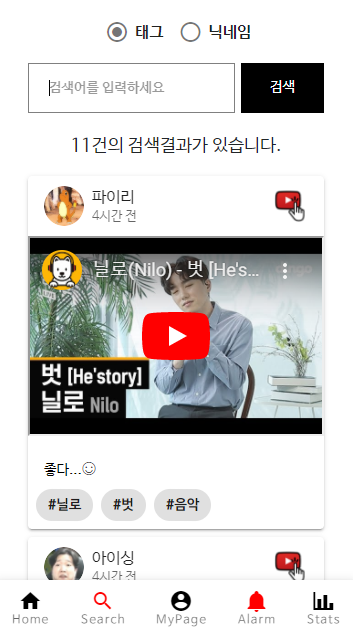 태그 닉네임
검색어를 입력하세요 검색
11건의 검색결과가 있습니다.
파이리
4시간 전
닐로(Nilo) - 벗 [He's...
벗 [He'story]
닐로 Nilo
좋다...☺
#닐로 #벗 #음악
아이싱
4시간 전
Home Search MyPage Alarm Stats